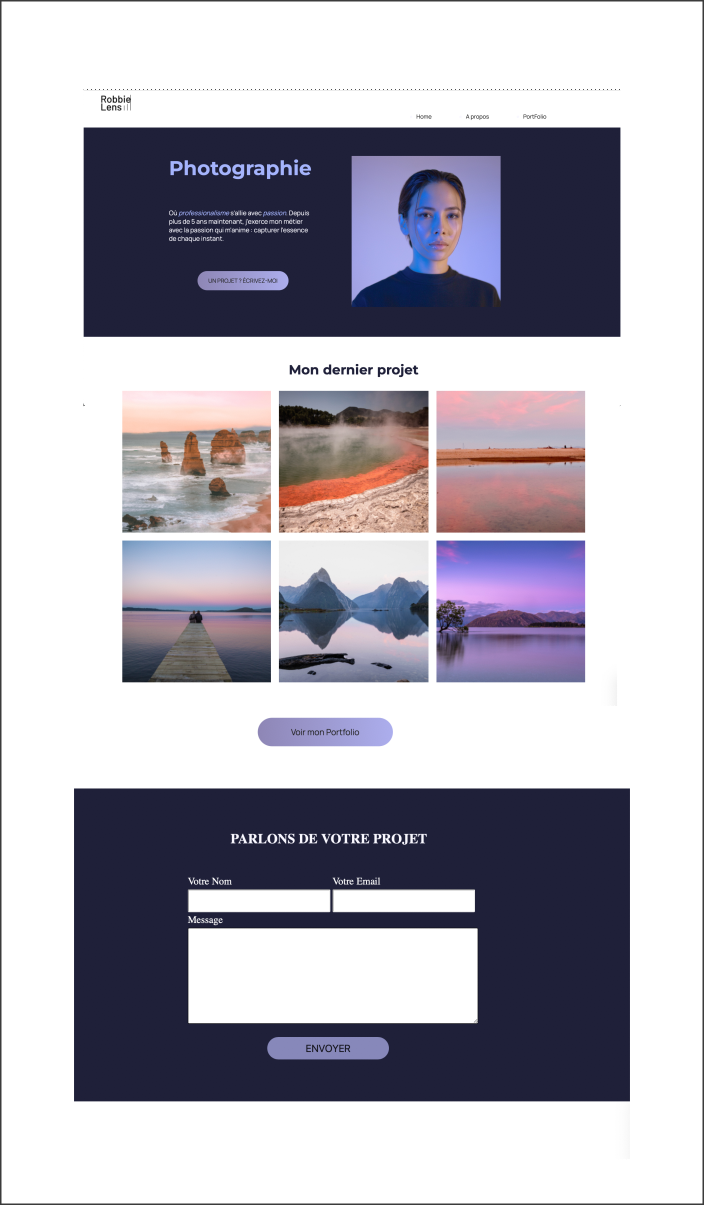 Robbie
Lens
Home
A propos
PortFolio
Photographie
Où professionalisme s'allie avec passion. Depuis
plus de 5 ans maintenant, j'exerce mon métier
avec la passion qui m'anime : capturer l'essence
de chaque instant.
UN PROJET ? ÉCRIVEZ-MOI
Mon dernier projet
Voir mon Portfolio
PARLONS DE VOTRE PROJET
Votre Nom
Votre Email
Message
ENVOYER